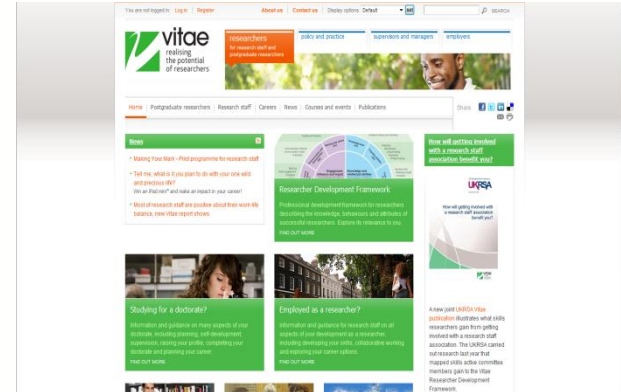 You are not logged in: Log in | Register
About us | Contact us | Display options Default
set
SEARCH
vitae
realising
the potential
of researchers
researchers
for research staff and
postgraduate researchers
policy and practice
supervisors and managers
employers
Home | Postgraduate researchers | Research staff | Careers | News | Courses and events | Publications
Share
News
Making Your Mark - Pilot programme for research staff
Tell me, what is it you plan to do with your one wild
and precious life?
Win an iPad mini* and make an impact in your career!
Most of research staff are positive about their work-life
balance, new Vitae report shows
Researcher Development Framework
Professional development framework for researchers
describing the knowledge, behaviours and attributes of
successful researchers. Explore its relevance to you.
FIND OUT MORE
How will getting involved
with a research staff
association benefit you?
UKRSA
How will getting involved with
a research staff association
benefit you?
Studying for a doctorate?
Information and guidance on many aspects of your
doctorate, including planning, self-development,
supervision, raising your profile, completing your
doctorate and planning your career.
FIND OUT MORE
Employed as a researcher?
Information and guidance for research staff on all
aspects of your development as a researcher,
including developing your skills, collaborative working
and exploring your career options.
FIND OUT MORE
A new joint UKRSA Vitae
publication illustrates what skills
researchers gain from getting
involved with a research staff
association. The UKRSA carried
out research last year that
mapped skills active committee
members gain to the Vitae
Researcher Development
Framework.